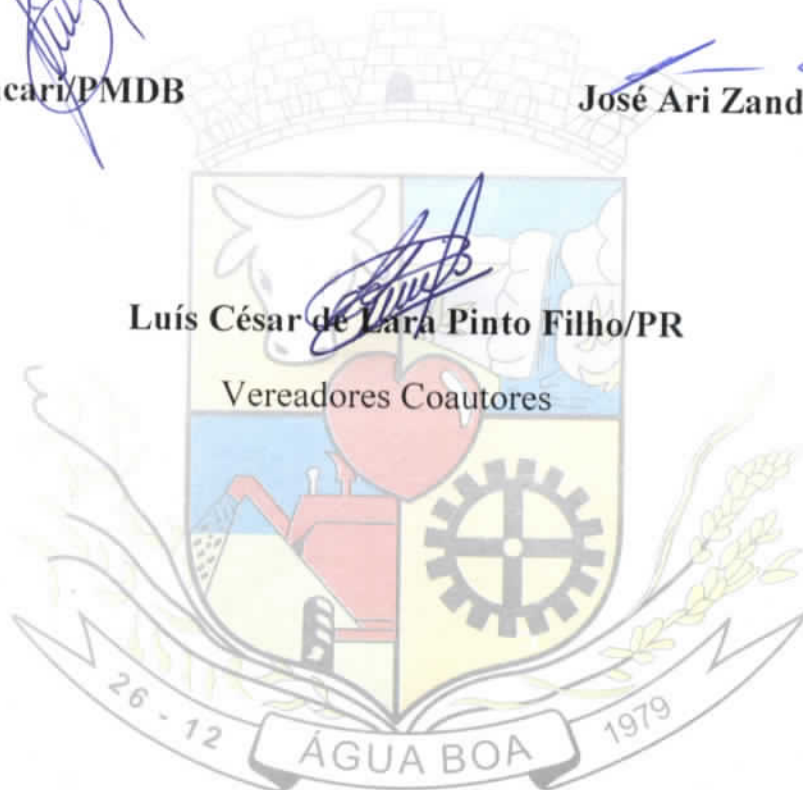 cari/PMDB
José Ari Zand
Luís César de Lara Pinto Filho/PR
Vereadores Coautores
26 - 12 ÁGUA BOA 1979